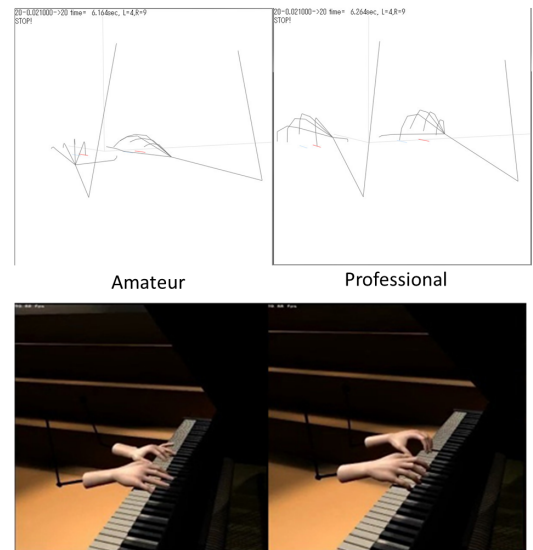 20-0.021000->20 time= 6.164sec, L=4,R=9
STOP!
20-0.021000->20 time= 6.264sec, L=4,R=9
STOP!
Amateur
Professional